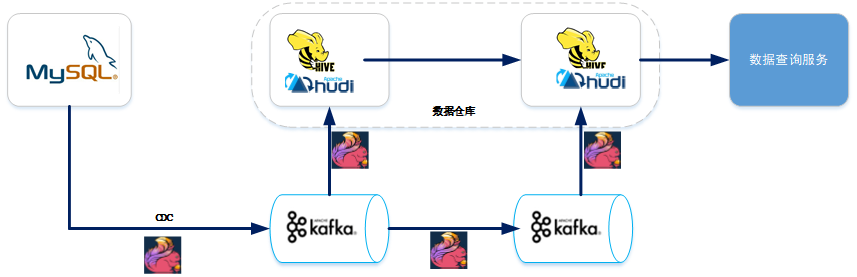 MySQL®
HIVE
APACHE
hudi
HIVE
APACHE
hudi
数据查询服务
数据仓库
CDC
APACHE
kafka®
APACHE
kafka®